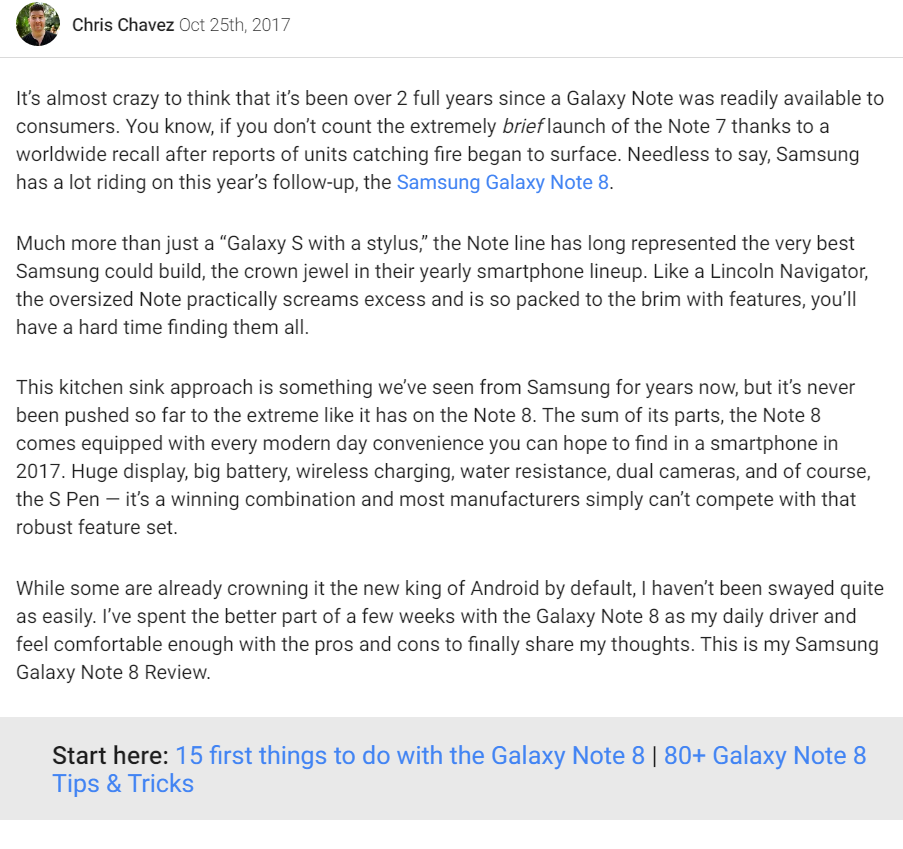 Chris Chavez Oct 25th, 2017
It’s almost crazy to think that it’s been over 2 full years since a Galaxy Note was readily available to
consumers. You know, if you don’t count the extremely brief launch of the Note 7 thanks to a
worldwide recall after reports of units catching fire began to surface. Needless to say, Samsung
has a lot riding on this year’s follow-up, the Samsung Galaxy Note 8.
Much more than just a “Galaxy S with a stylus,” the Note line has long represented the very best
Samsung could build, the crown jewel in their yearly smartphone lineup. Like a Lincoln Navigator,
the oversized Note practically screams excess and is so packed to the brim with features, you’ll
have a hard time finding them all.
This kitchen sink approach is something we’ve seen from Samsung for years now, but it’s never
been pushed so far to the extreme like it has on the Note 8. The sum of its parts, the Note 8
comes equipped with every modern day convenience you can hope to find in a smartphone in
2017. Huge display, big battery, wireless charging, water resistance, dual cameras, and of course,
the S Pen — it’s a winning combination and most manufacturers simply can’t compete with that
robust feature set.
While some are already crowning it the new king of Android by default, I haven’t been swayed quite
as easily. I’ve spent the better part of a few weeks with the Galaxy Note 8 as my daily driver and
feel comfortable enough with the pros and cons to finally share my thoughts. This is my Samsung
Galaxy Note 8 Review.
Start here: 15 first things to do with the Galaxy Note 8 | 80+ Galaxy Note 8
Tips & Tricks